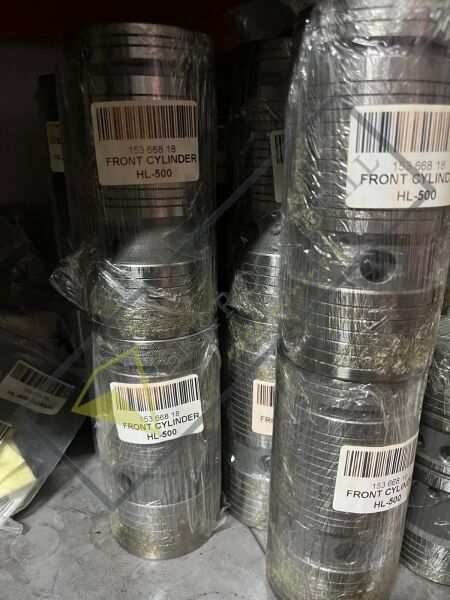 153 668 18
FRONT CYLINDER
HL-500
153 668 18
FRONT CYLIND
HL-500
153 668 18
FRONT CYLINDER
HL-500
153 668 18
FRONT CYLINDER
HL-500